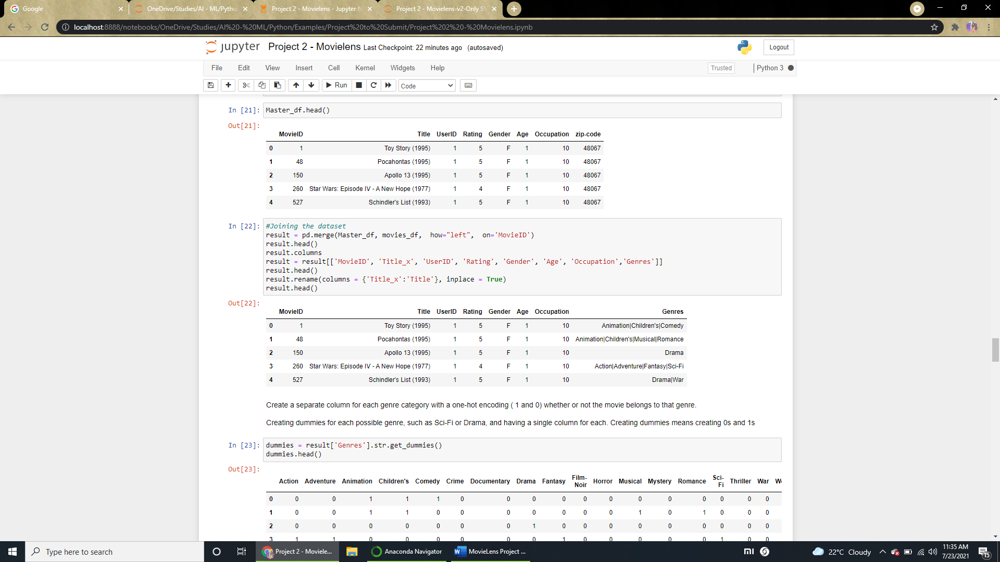 Google
OneDrive/Studies/AI - ML/Pytho
Project 2 - Movielens - Jupyter N
Project 2 - Movielens-v2-Only SV
localhost:8888/notebooks/OneDrive/Studies/AI%20-%20ML/Python/Examples/Project%20to%20Submit/Project%202%20-%20Movielens.ipynb
jupyter Project 2 - Movielens Last Checkpoint: 22 minutes ago (autosaved)
Logout
File Edit View Insert Cell Kernel Widgets Help
Trusted Python 3
Run Code
In [21]: Master_df.head()
Out[21]:
MovieID Title UserID Rating Gender Age Occupation zip-code
0 1 Toy Story (1995) 1 5 F 1 10 48067
1 48 Pocahontas (1995) 1 5 F 1 10 48067
2 150 Apollo 13 (1995) 1 5 F 1 10 48067
3 260 Star Wars: Episode IV - A New Hope (1977) 1 4 F 1 10 48067
4 527 Schindler's List (1993) 1 5 F 1 10 48067
In [22]: #Joining the dataset
result = pd.merge(Master_df, movies_df,  how="left",  on='MovieID')
result.head()
result.columns
result = result[['MovieID', 'Title_x', 'UserID', 'Rating', 'Gender', 'Age', 'Occupation','Genres']]
result.head()
result.rename(columns = {'Title_x':'Title'}, inplace = True)
result.head()
Out[22]:
MovieID Title UserID Rating Gender Age Occupation Genres
0 1 Toy Story (1995) 1 5 F 1 10 Animation|Children's|Comedy
1 48 Pocahontas (1995) 1 5 F 1 10 Animation|Children's|Musical|Romance
2 150 Apollo 13 (1995) 1 5 F 1 10 Drama
3 260 Star Wars: Episode IV - A New Hope (1977) 1 4 F 1 10 Action|Adventure|Fantasy|Sci-Fi
4 527 Schindler's List (1993) 1 5 F 1 10 Drama|War
Create a separate column for each genre category with a one-hot encoding ( 1 and 0) whether or not the movie belongs to that genre.
Creating dummies for each possible genre, such as Sci-Fi or Drama, and having a single column for each. Creating dummies means creating 0s and 1s
In [23]: dummies = result['Genres'].str.get_dummies()
dummies.head()
Out[23]:
Action Adventure Animation Children's Comedy Crime Documentary Drama Fantasy Film-Noir Horror Musical Mystery Romance Sci-Fi Thriller War
0 0 0 1 1 1 0 0 0 0 0 0 0 0 0 0 0 0
1 0 0 1 1 0 0 0 0 0 0 0 1 0 1 0 0 0
2 0 0 0 0 0 0 0 1 0 0 0 0 0 0 0 0 0
3 1 1 0 0 0 0 0 0 1 0 0 0 0 0 1 0 0
Type here to search
Project 2 - Moviele...
Anaconda Navigator
MovieLens Project ...
22°C Cloudy
11:35 AM
7/23/2021
15